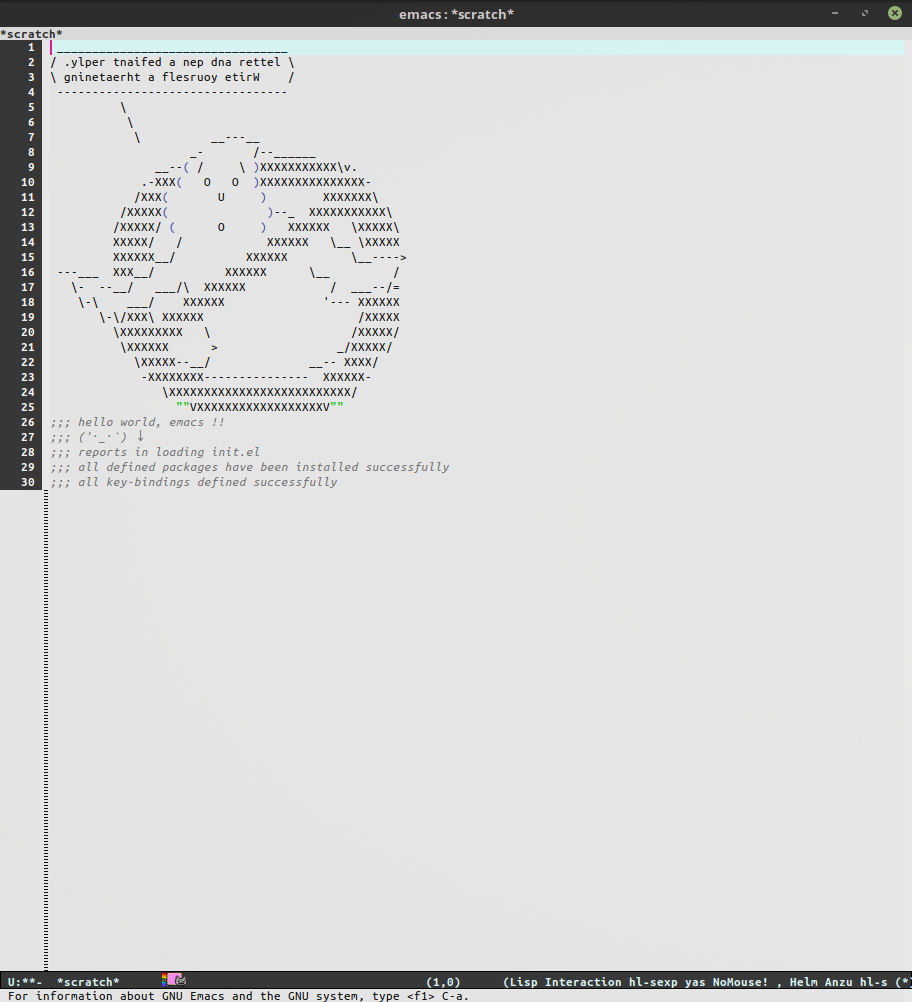 emacs : *scratch*
*scratch*
1  _________________________________
2 / .ylper tnaifed a nep dna rettel \
3 \ gninetaerht a flesruoy etirW    /
4  ---------------------------------
5           \
6            \
7             \          __---__
8                     _-       /--______
9                __--( /     \ )XXXXXXXXXXX\v.
10              .-XXX(   O   O  )XXXXXXXXXXXXXXX-
11             /XXX(       U     )        XXXXXXX\
12           /XXXXX(              )--_  XXXXXXXXXXX\
13          /XXXXX/ (      O     )   XXXXXX   \XXXXX\
14          XXXXX/   /            XXXXXX   \__ \XXXXX
15          XXXXXX__/          XXXXXX         \__---->
16  ---___  XXX__/          XXXXXX      \__         /
17    \-  --__/   ___/\  XXXXXX            /  ___--/=
18     \-\    ___/    XXXXXX              '--- XXXXXX
19        \-\/XXX\ XXXXXX                      /XXXXX
20          \XXXXXXXXX   \                    /XXXXX/
21           \XXXXXX      >                 _/XXXXX/
22             \XXXXX--__/              __-- XXXX/
23              -XXXXXXXX---------------  XXXXXX-
24                 \XXXXXXXXXXXXXXXXXXXXXXXXXX/
25                   ""VXXXXXXXXXXXXXXXXXXV""
26 ;;; hello world, emacs !!
27 ;;; ('·_·`) ↓
28 ;;; reports in loading init.el
29 ;;; all defined packages have been installed successfully
30 ;;; all key-bindings defined successfully
U:**-  *scratch* (1,0) (Lisp Interaction hl-sexp yas NoMouse! , Helm Anzu hl-s (*
For information about GNU Emacs and the GNU system, type <f1> C-a.